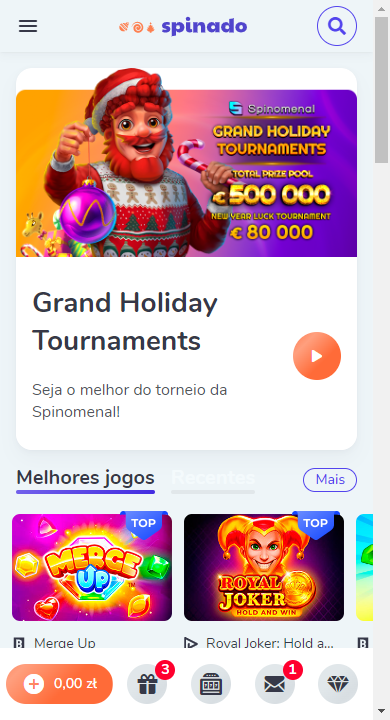 spinado
Spinomenal
GRAND HOLIDAY
TOURNAMENTS
TOTAL PRIZE POOL
€ 500 000
NEW YEAR LUCK TOURNAMENT
€ 80 000
Grand Holiday
Tournaments
Seja o melhor do torneio da
Spinomenal!
Melhores jogos
Recentes
Mais
TOP
MERGE
UP
TOP
ROYAL
JOKER
HOLD AND WIN
Merge Up
Royal Joker: Hold a...
0,00 zł
3
1